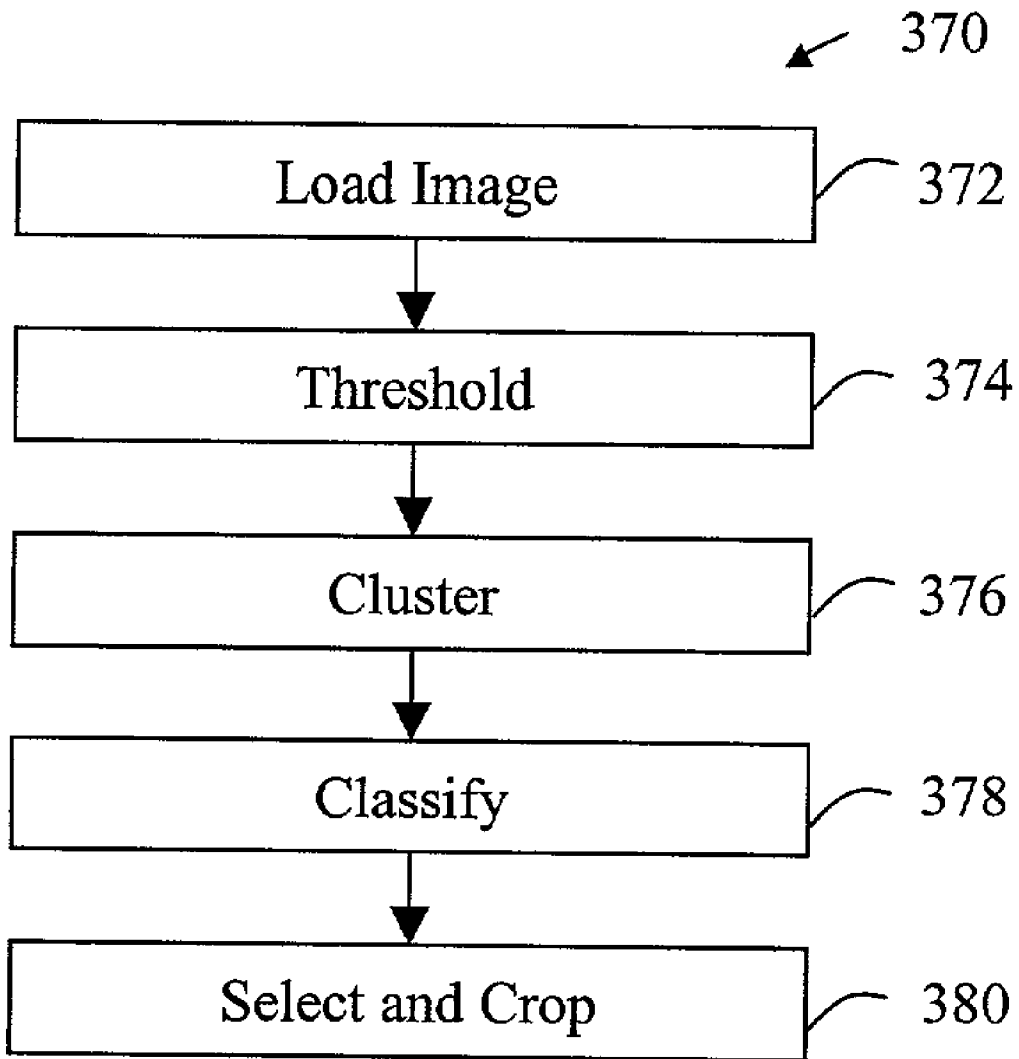 370
Load Image 372
Threshold 374
Cluster 376
Classify 378
Select and Crop 380